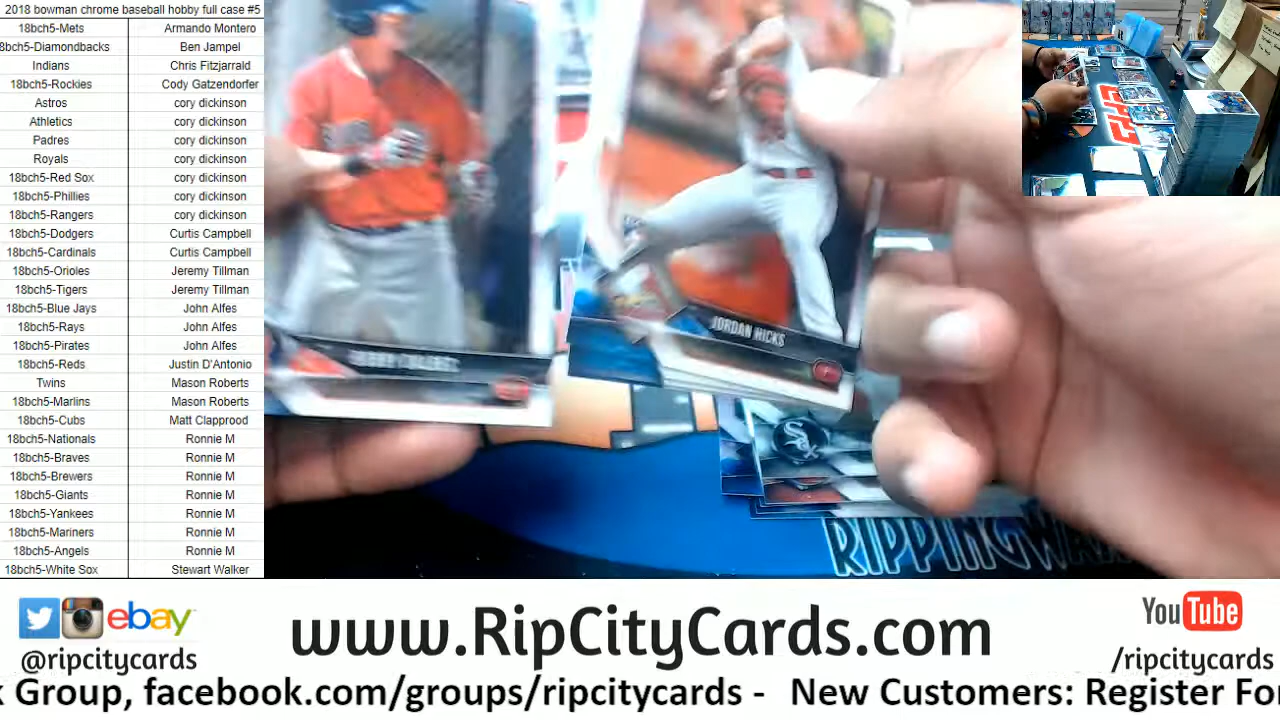 2018 bowman chrome baseball hobby full case #5
18bch5-Mets Armando Montero
8bch5-Diamondbacks Ben Jampel
Indians Chris Fitzjarrald
18bch5-Rockies Cody Gatzendorfer
Astros cory dickinson
Athletics cory dickinson
Padres cory dickinson
Royals cory dickinson
18bch5-Red Sox cory dickinson
18bch5-Phillies cory dickinson
18bch5-Rangers cory dickinson
18bch5-Dodgers Curtis Campbell
18bch5-Cardinals Curtis Campbell
18bch5-Orioles Jeremy Tillman
18bch5-Tigers Jeremy Tillman
18bch5-Blue Jays John Alfes
18bch5-Rays John Alfes
18bch5-Pirates John Alfes
18bch5-Reds Justin D'Antonio
Twins Mason Roberts
18bch5-Marlins Mason Roberts
18bch5-Cubs Matt Clapprood
18bch5-Nationals Ronnie M
18bch5-Braves Ronnie M
18bch5-Brewers Ronnie M
18bch5-Giants Ronnie M
18bch5-Yankees Ronnie M
18bch5-Mariners Ronnie M
18bch5-Angels Ronnie M
18bch5-White Sox Stewart Walker
JORDAN HICKS
RIPPINGWA
ebay
@ripcitycards
www.RipCityCards.com
YouTube
/ripcitycards
k Group, facebook.com/groups/ripcitycards - New Customers: Register For